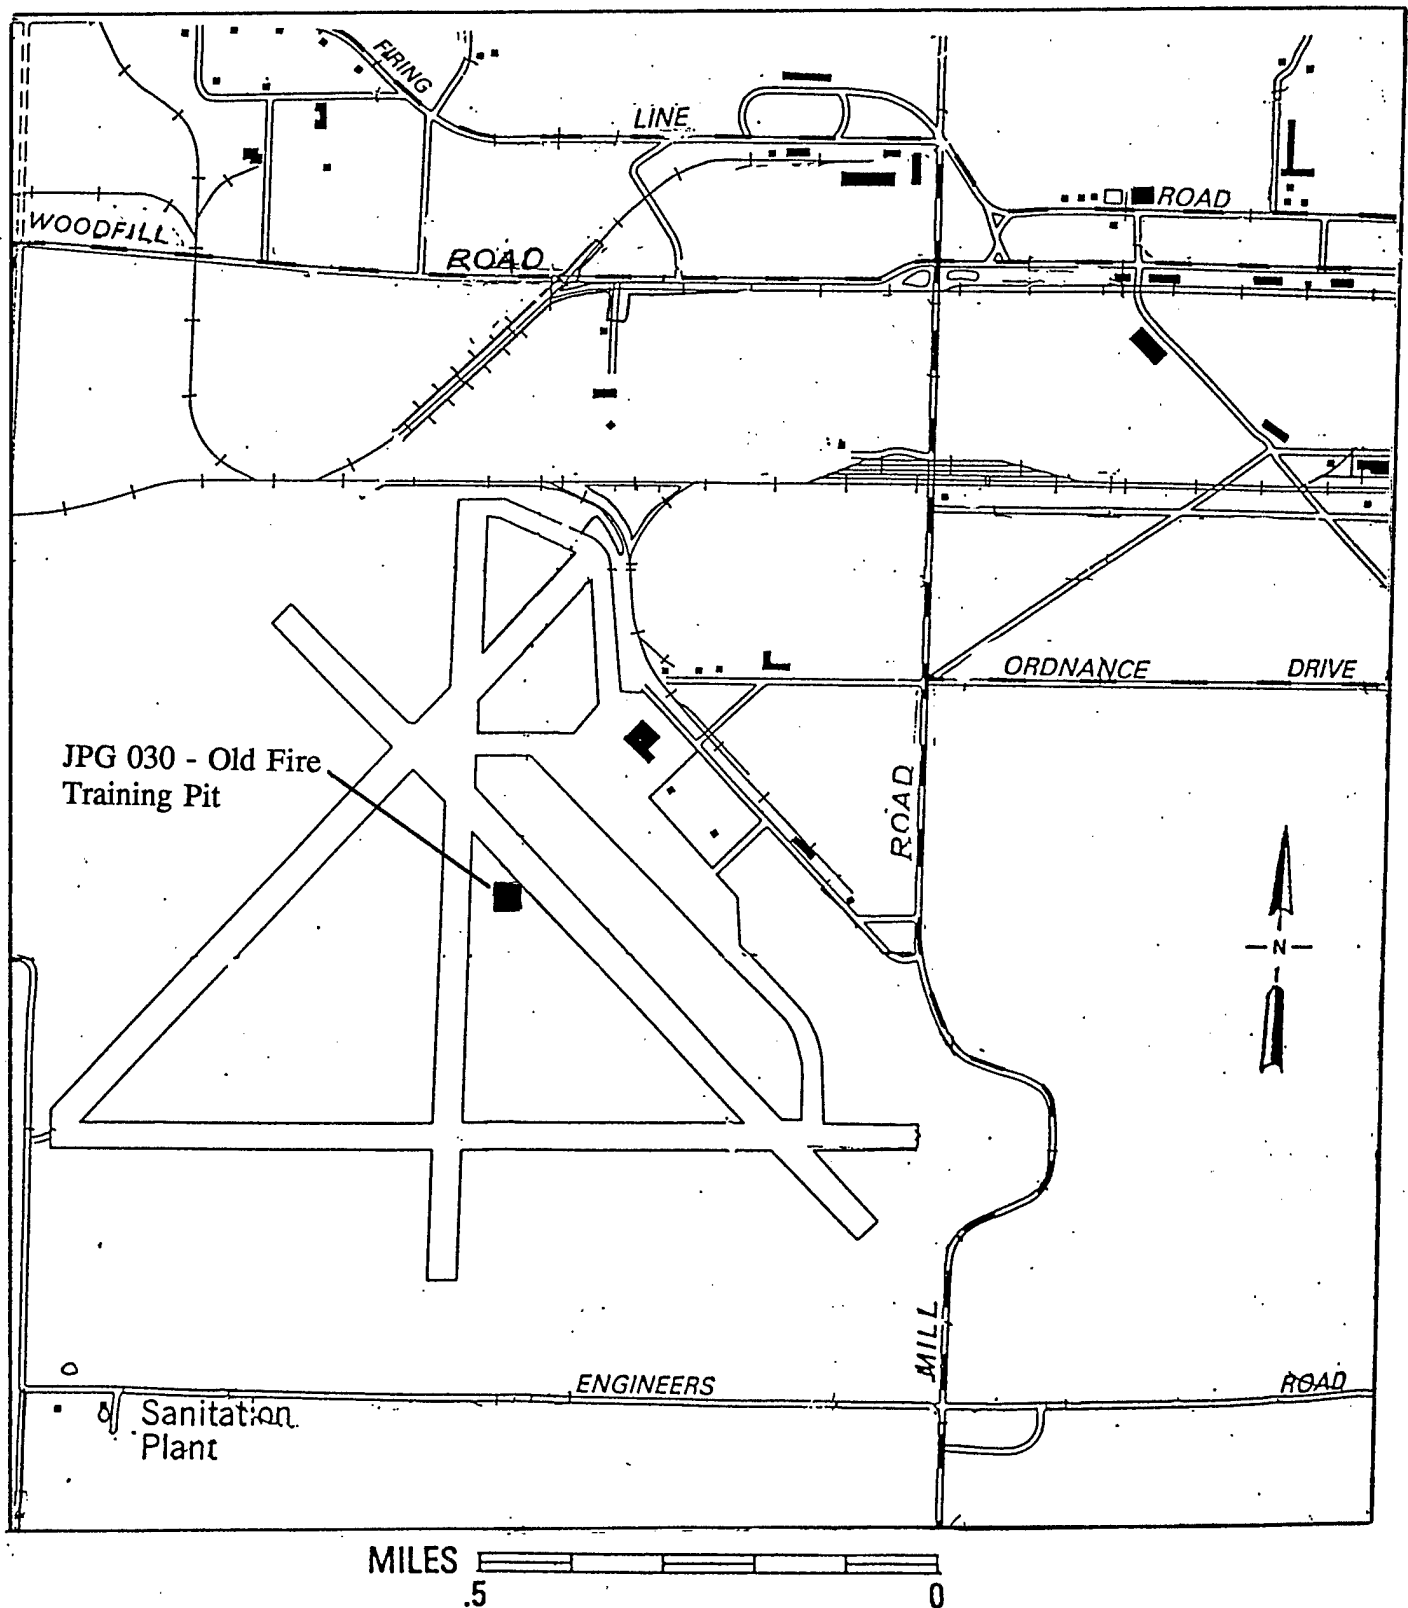 FIRING
LINE
ROAD
WOODFILL
ROAD
ORDNANCE DRIVE
JPG 030 - Old Fire
Training Pit
ROAD
N
MILL
ENGINEERS ROAD
Sanitation
Plant
MILES
.5 0